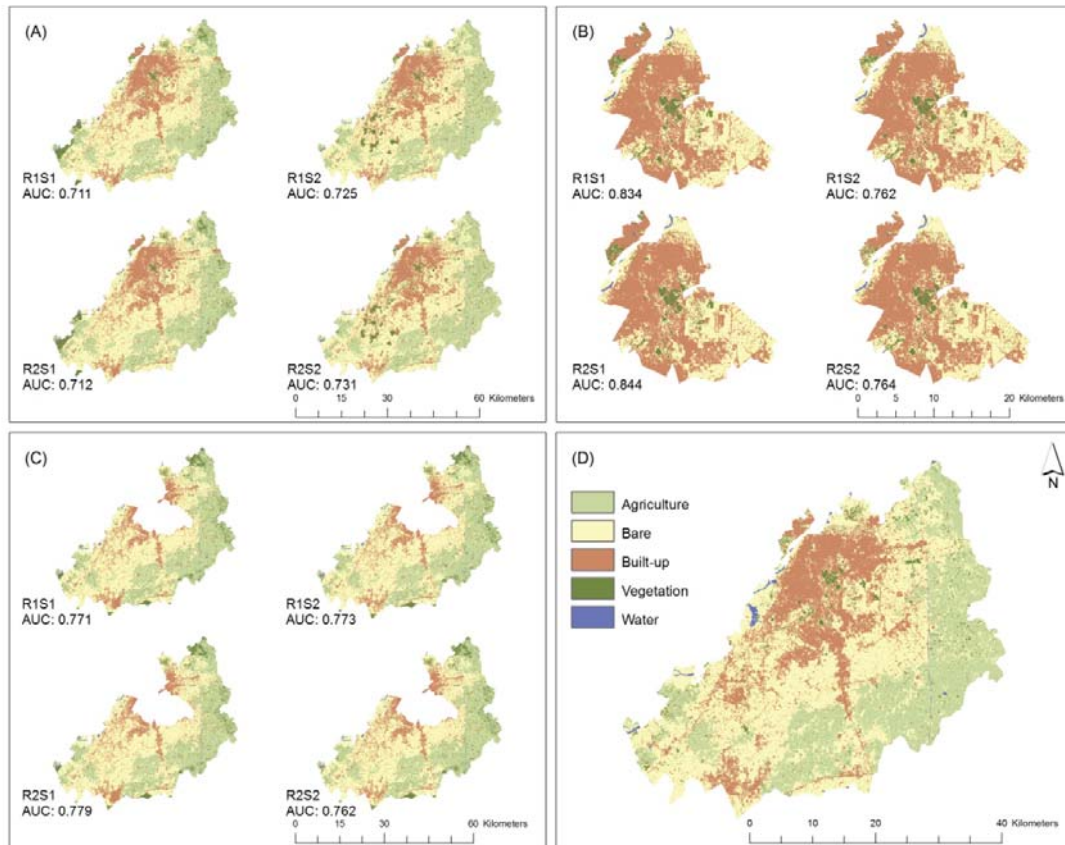 (A)
R1S1
AUC: 0.711
R1S2
AUC: 0.725
R2S1
AUC: 0.712
R2S2
AUC: 0.731
0 15 30 60 Kilometers
(B)
R1S1
AUC: 0.834
R1S2
AUC: 0.762
R2S1
AUC: 0.844
R2S2
AUC: 0.764
0 5 10 20 Kilometers
(C)
R1S1
AUC: 0.771
R1S2
AUC: 0.773
R2S1
AUC: 0.779
R2S2
AUC: 0.762
0 15 30 60 Kilometers
(D)
N
Agriculture
Bare
Built-up
Vegetation
Water
0 10 20 40 Kilometers